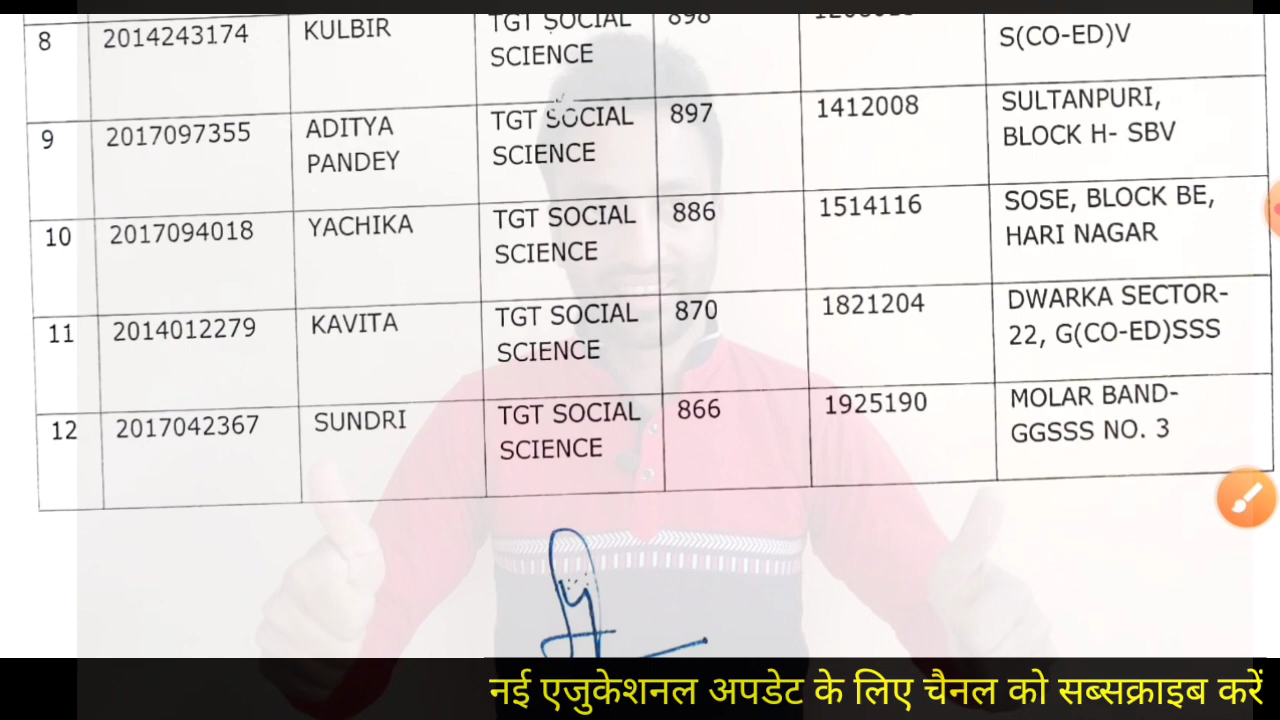 8 2014243174 KULBIR TGT SOCIAL SCIENCE 898 S(CO-ED)V
9 2017097355 ADITYA PANDEY TGT SOCIAL SCIENCE 897 1412008 SULTANPURI, BLOCK H- SBV
10 2017094018 YACHIKA TGT SOCIAL SCIENCE 886 1514116 SOSE, BLOCK BE, HARI NAGAR
11 2014012279 KAVITA TGT SOCIAL SCIENCE 870 1821204 DWARKA SECTOR-22, G(CO-ED)SSS
12 2017042367 SUNDRI TGT SOCIAL SCIENCE 866 1925190 MOLAR BAND-GGSSS NO. 3
नई एजुकेशनल अपडेट के लिए चैनल को सब्सक्राइब करें